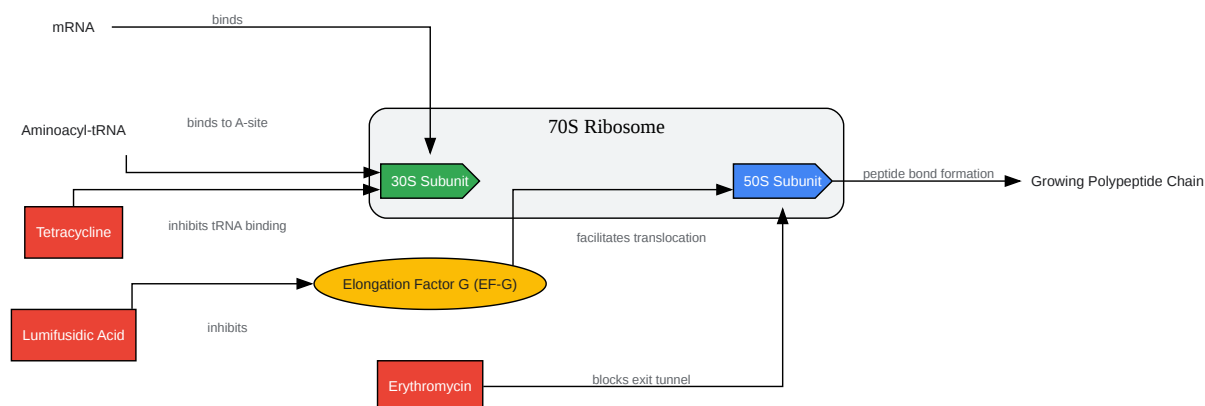 mRNA
binds
70S Ribosome
Aminoacyl-tRNA
binds to A-site
30S Subunit
50S Subunit
peptide bond formation
Growing Polypeptide Chain
Tetracycline
inhibits tRNA binding
facilitates translocation
Elongation Factor G (EF-G)
Lumifusidic Acid
inhibits
Erythromycin
blocks exit tunnel